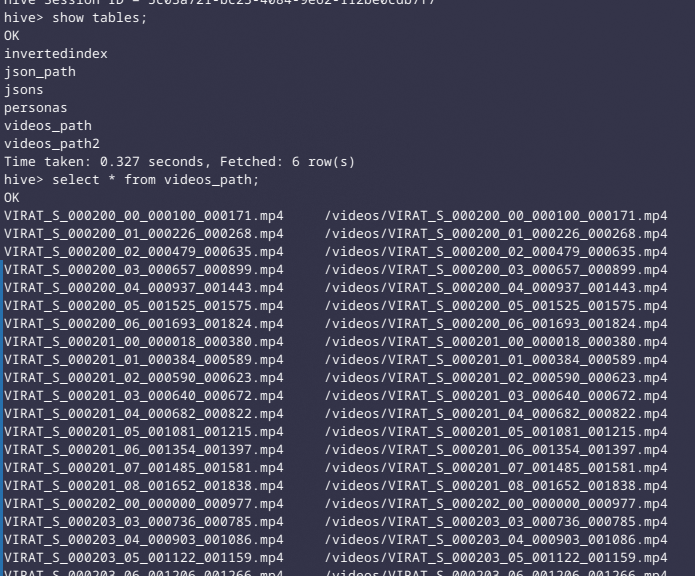 hive> show tables;
OK
invertedindex
json_path
jsons
personas
videos_path
videos_path2
Time taken: 0.327 seconds, Fetched: 6 row(s)
hive> select * from videos_path;
OK
VIRAT_S_000200_00_000100_000171.mp4 /videos/VIRAT_S_000200_00_000100_000171.mp4
VIRAT_S_000200_01_000226_000268.mp4 /videos/VIRAT_S_000200_01_000226_000268.mp4
VIRAT_S_000200_02_000479_000635.mp4 /videos/VIRAT_S_000200_02_000479_000635.mp4
VIRAT_S_000200_03_000657_000899.mp4 /videos/VIRAT_S_000200_03_000657_000899.mp4
VIRAT_S_000200_04_000937_001443.mp4 /videos/VIRAT_S_000200_04_000937_001443.mp4
VIRAT_S_000200_05_001525_001575.mp4 /videos/VIRAT_S_000200_05_001525_001575.mp4
VIRAT_S_000200_06_001693_001824.mp4 /videos/VIRAT_S_000200_06_001693_001824.mp4
VIRAT_S_000201_00_000018_000380.mp4 /videos/VIRAT_S_000201_00_000018_000380.mp4
VIRAT_S_000201_01_000384_000589.mp4 /videos/VIRAT_S_000201_01_000384_000589.mp4
VIRAT_S_000201_02_000590_000623.mp4 /videos/VIRAT_S_000201_02_000590_000623.mp4
VIRAT_S_000201_03_000640_000672.mp4 /videos/VIRAT_S_000201_03_000640_000672.mp4
VIRAT_S_000201_04_000682_000822.mp4 /videos/VIRAT_S_000201_04_000682_000822.mp4
VIRAT_S_000201_05_001081_001215.mp4 /videos/VIRAT_S_000201_05_001081_001215.mp4
VIRAT_S_000201_06_001354_001397.mp4 /videos/VIRAT_S_000201_06_001354_001397.mp4
VIRAT_S_000201_07_001485_001581.mp4 /videos/VIRAT_S_000201_07_001485_001581.mp4
VIRAT_S_000201_08_001652_001838.mp4 /videos/VIRAT_S_000201_08_001652_001838.mp4
VIRAT_S_000202_00_000000_000977.mp4 /videos/VIRAT_S_000202_00_000000_000977.mp4
VIRAT_S_000203_03_000736_000785.mp4 /videos/VIRAT_S_000203_03_000736_000785.mp4
VIRAT_S_000203_04_000903_001086.mp4 /videos/VIRAT_S_000203_04_000903_001086.mp4
VIRAT_S_000203_05_001122_001159.mp4 /videos/VIRAT_S_000203_05_001122_001159.mp4
VIRAT_S_000203_06_001206_001266.mp4 /videos/VIRAT_S_000203_06_001206_001266.mp4